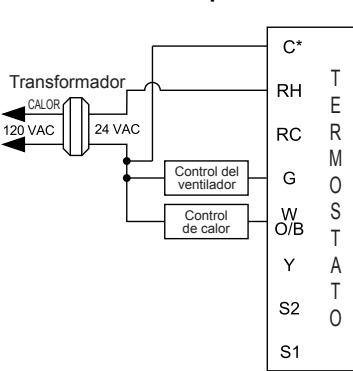 Transformador
CALOR
120 VAC
24 VAC
Control del
ventilador
Control
de calor
C*
RH
RC
G
W
O/B
Y
S2
S1
TERMOSTATO